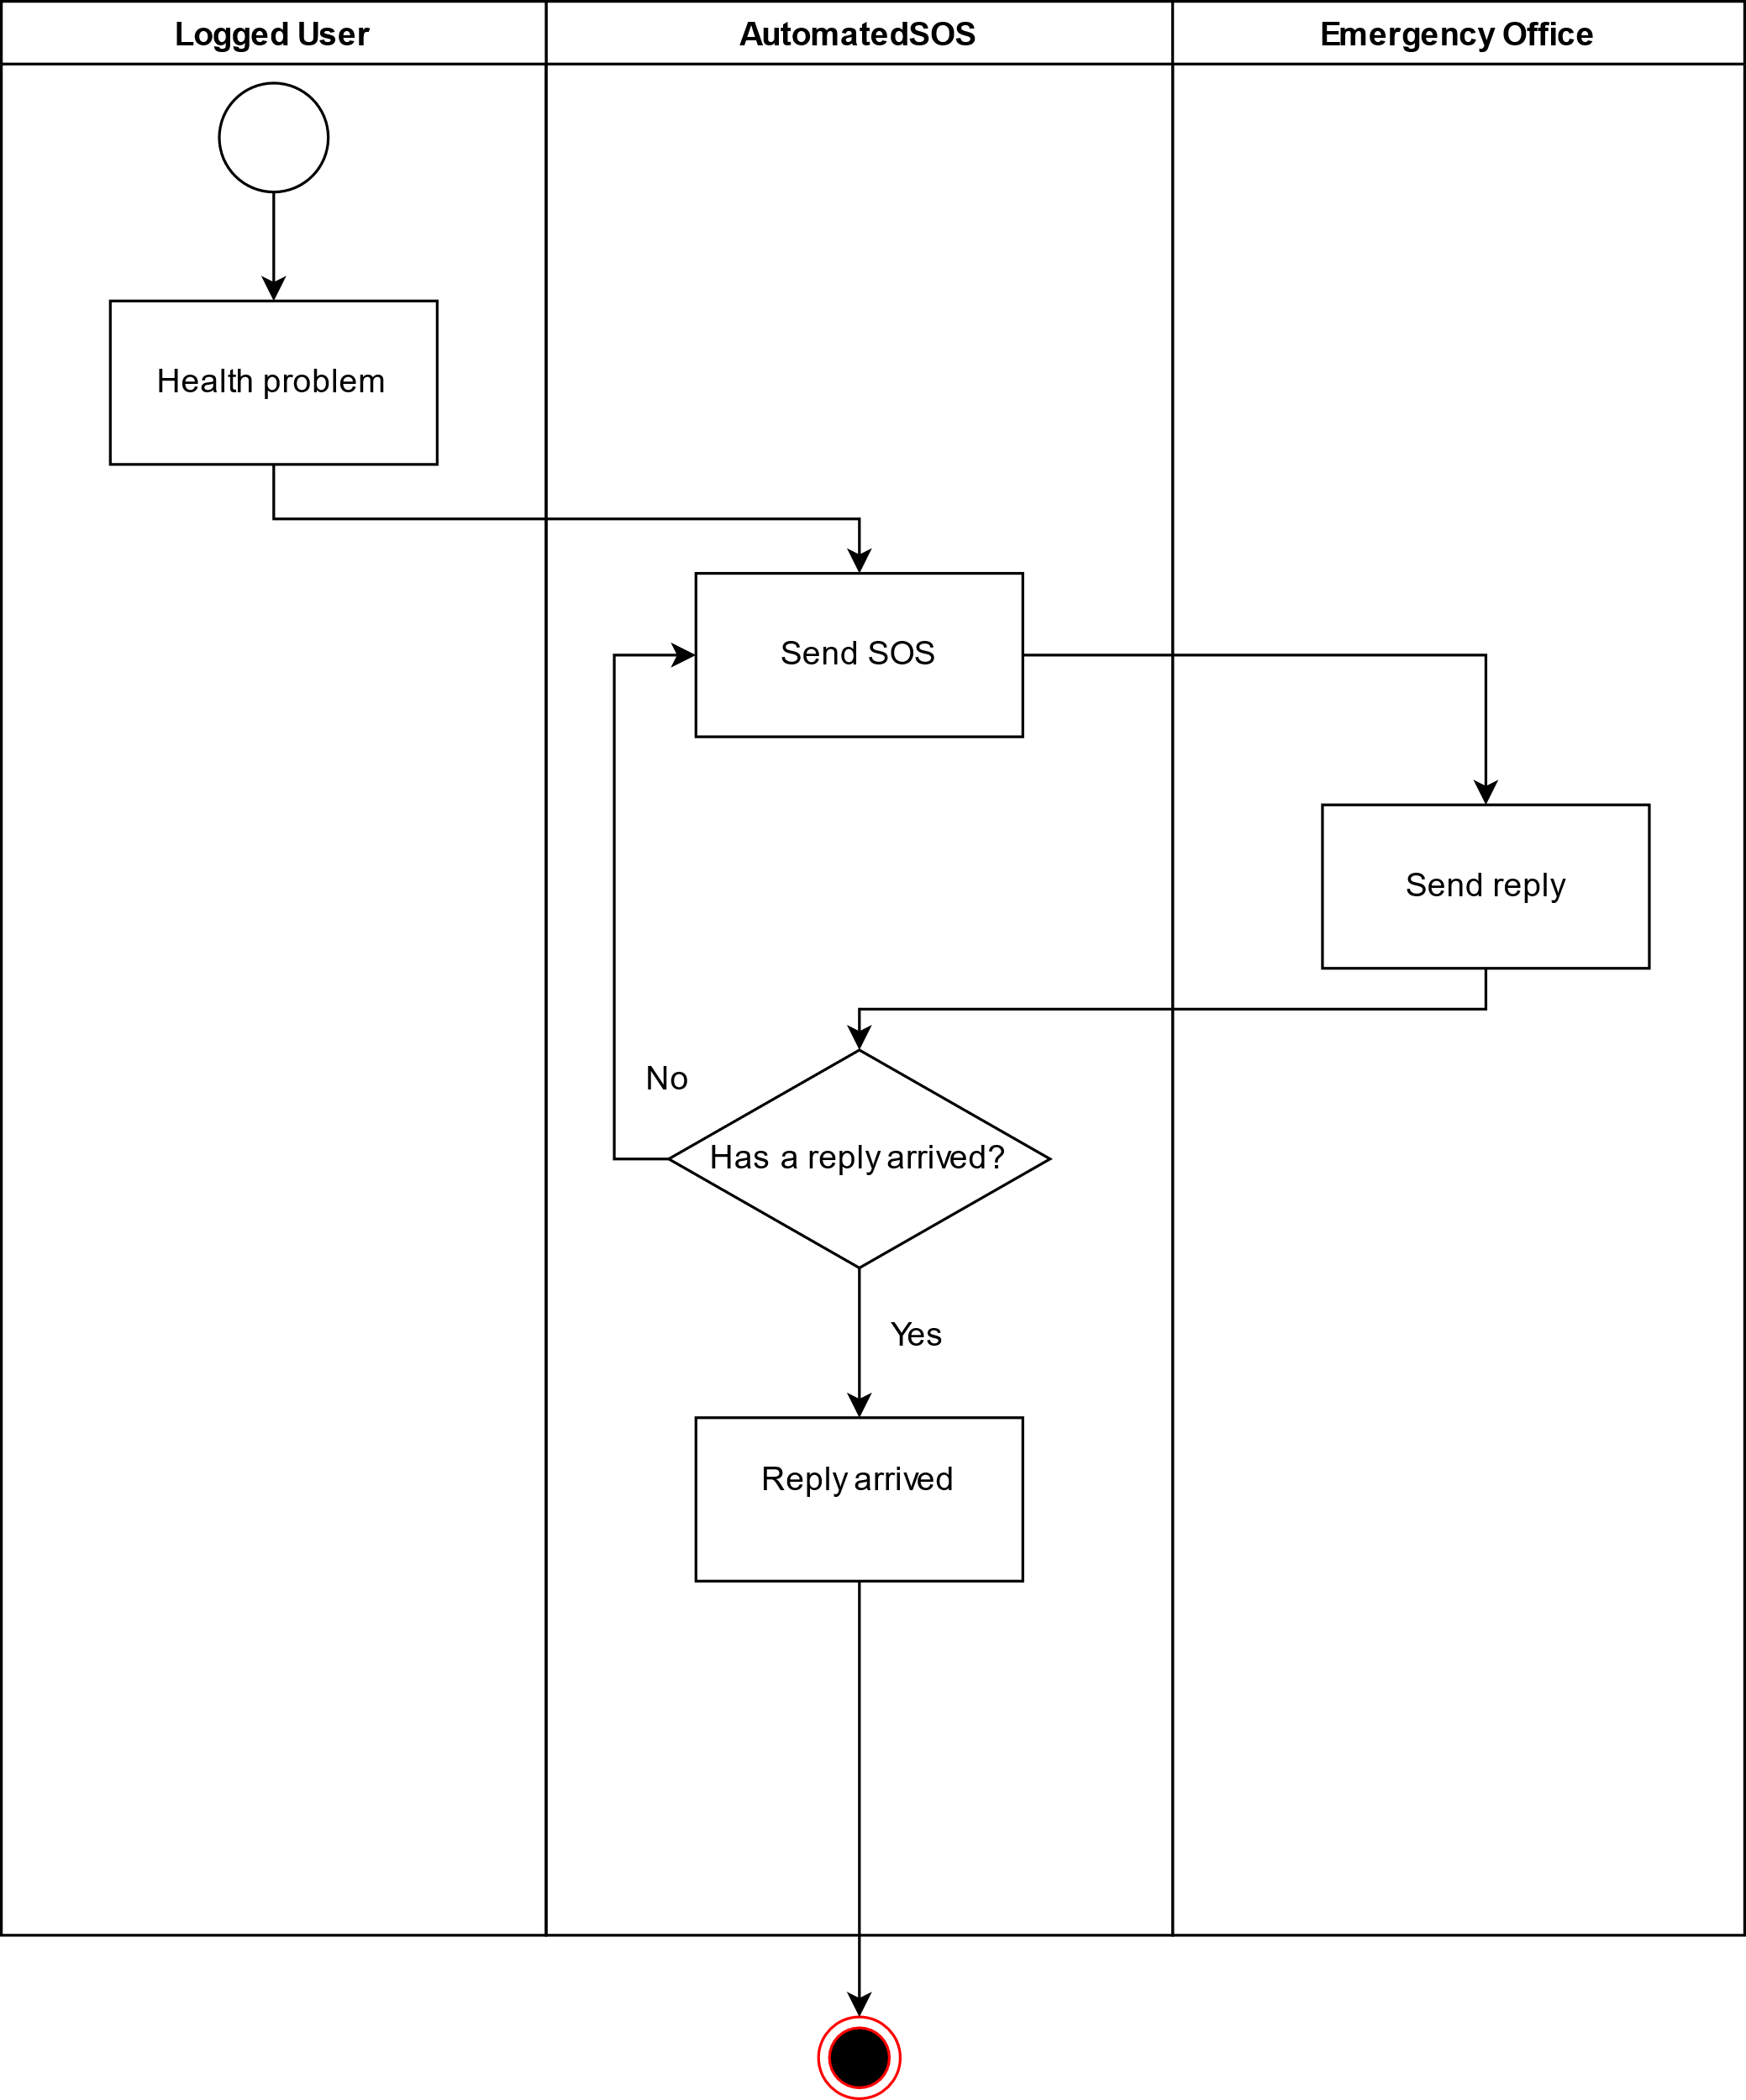 Logged User
AutomatedSOS
Emergency Office
Health problem
Send SOS
Send reply
No
Has a reply arrived?
Yes
Reply arrived